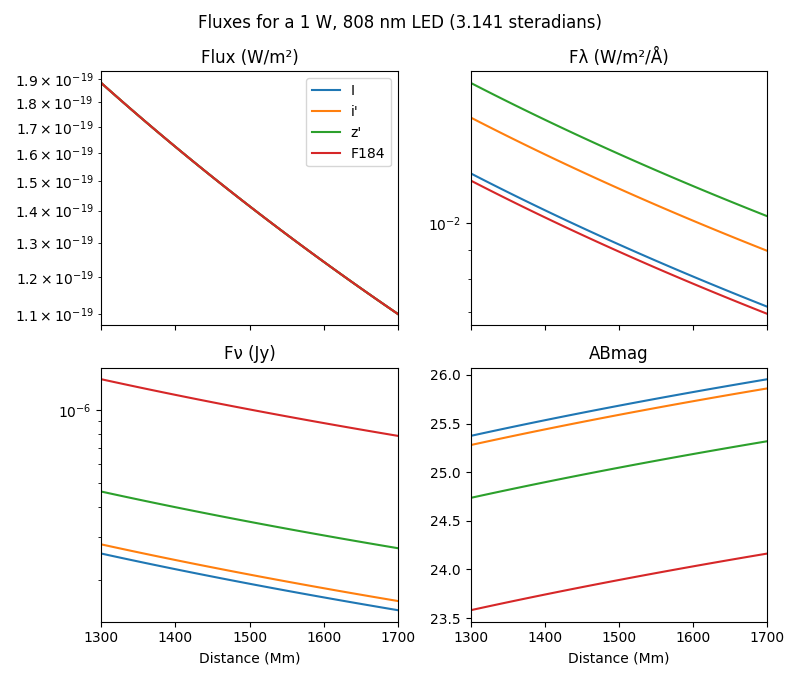 Fluxes for a 1 W, 808 nm LED (3.141 steradians)
Flux (W/m²)
1.9 × 10⁻¹⁹
1.8 × 10⁻¹⁹
1.7 × 10⁻¹⁹
1.6 × 10⁻¹⁹
1.5 × 10⁻¹⁹
1.4 × 10⁻¹⁹
1.3 × 10⁻¹⁹
1.2 × 10⁻¹⁹
1.1 × 10⁻¹⁹
I
i'
z'
F184
Fλ (W/m²/Å)
10⁻²
Fν (Jy)
10⁻⁶
1300 1400 1500 1600 1700
Distance (Mm)
ABmag
26.0
25.5
25.0
24.5
24.0
23.5
1300 1400 1500 1600 1700
Distance (Mm)